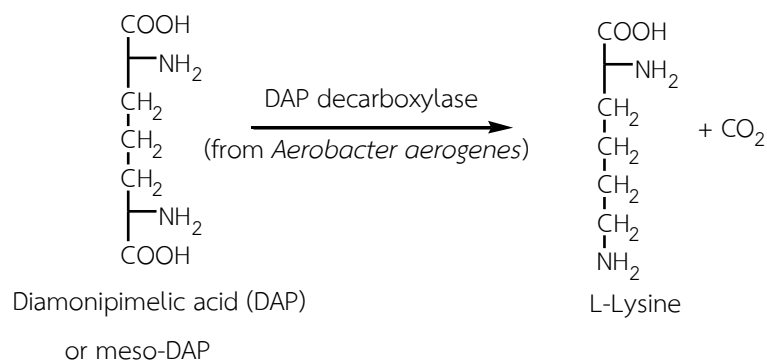 COOH
NH2
CH2
CH2
CH2
NH2
COOH
Diamonipimelic acid (DAP)
or meso-DAP
DAP decarboxylase
(from Aerobacter aerogenes)
COOH
NH2
CH2
CH2
CH2
CH2
NH2
L-Lysine
+ CO2